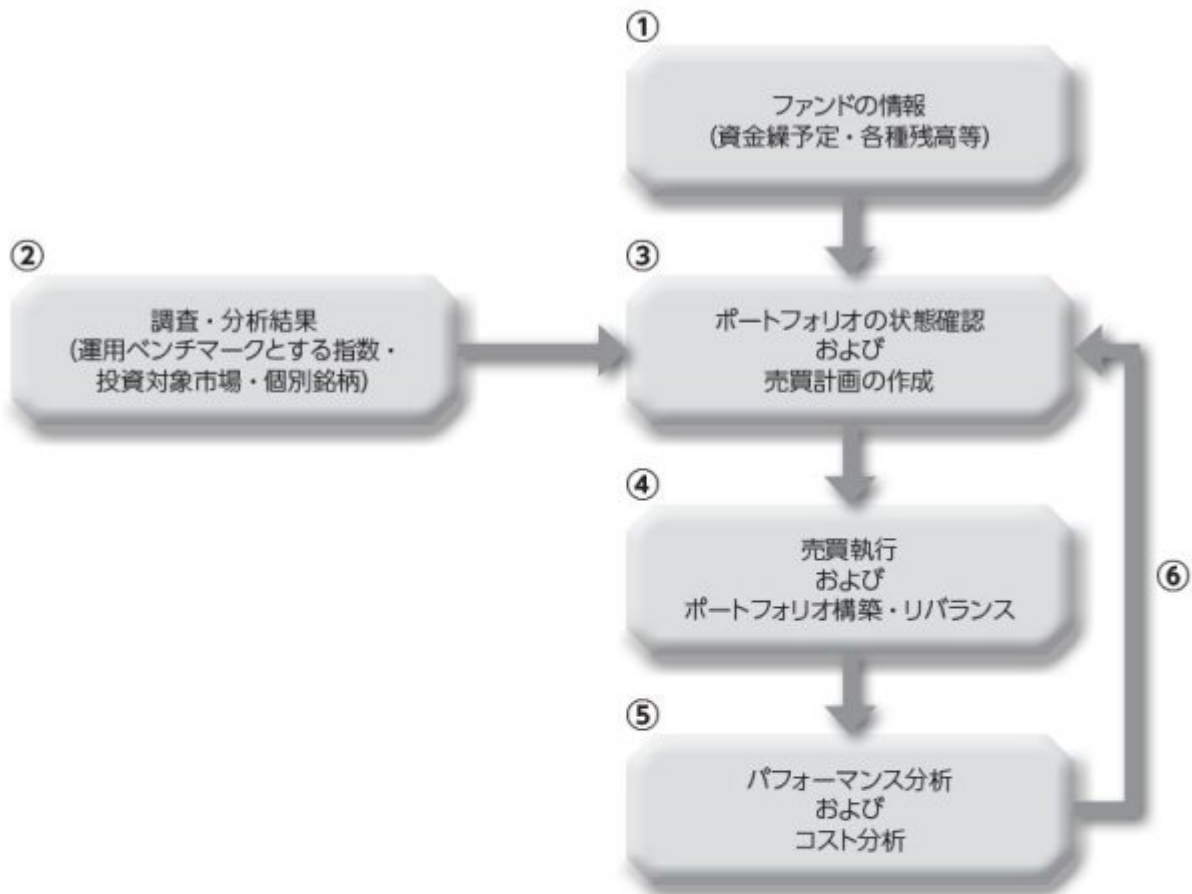 ①
ファンドの情報
(資金繰予定・各種残高等)
②
調査・分析結果
(運用ベンチマークとする指数・
投資対象市場・個別銘柄)
③
ポートフォリオの状態確認
および
売買計画の作成
④
売買執行
および
ポートフォリオ構築・リバランス
⑤
パフォーマンス分析
および
コスト分析
⑥